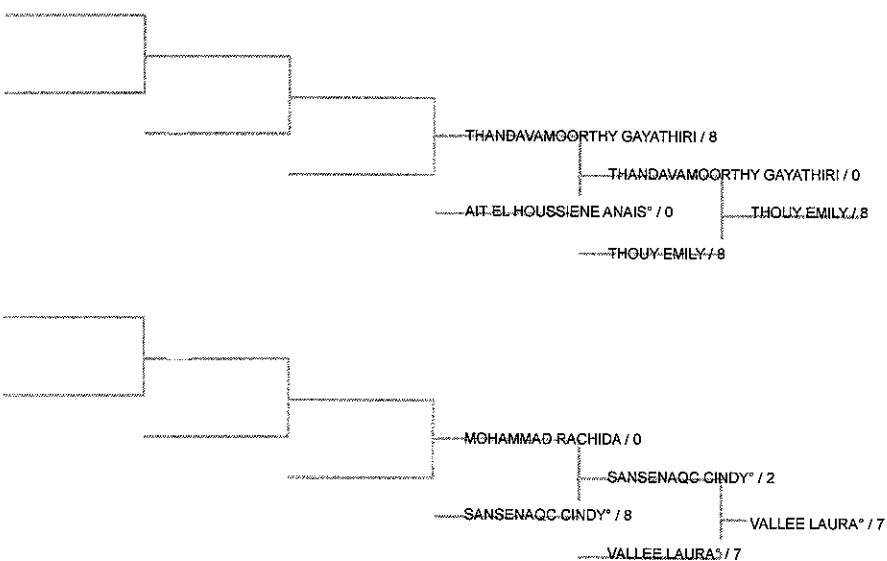 THANDAVAMOORTHY GAYATHIRI / 8
THANDAVAMOORTHY GAYATHIRI / 0
AIT EL HOUSSIENE ANAIS° / 0
THOUY EMILY / 8
THOUY EMILY / 8
MOHAMMAD RACHIDA / 0
SANSENAQC CINDY° / 2
SANSENAQC CINDY° / 8
VALLEE LAURA° / 7
VALLEE LAURA° / 7